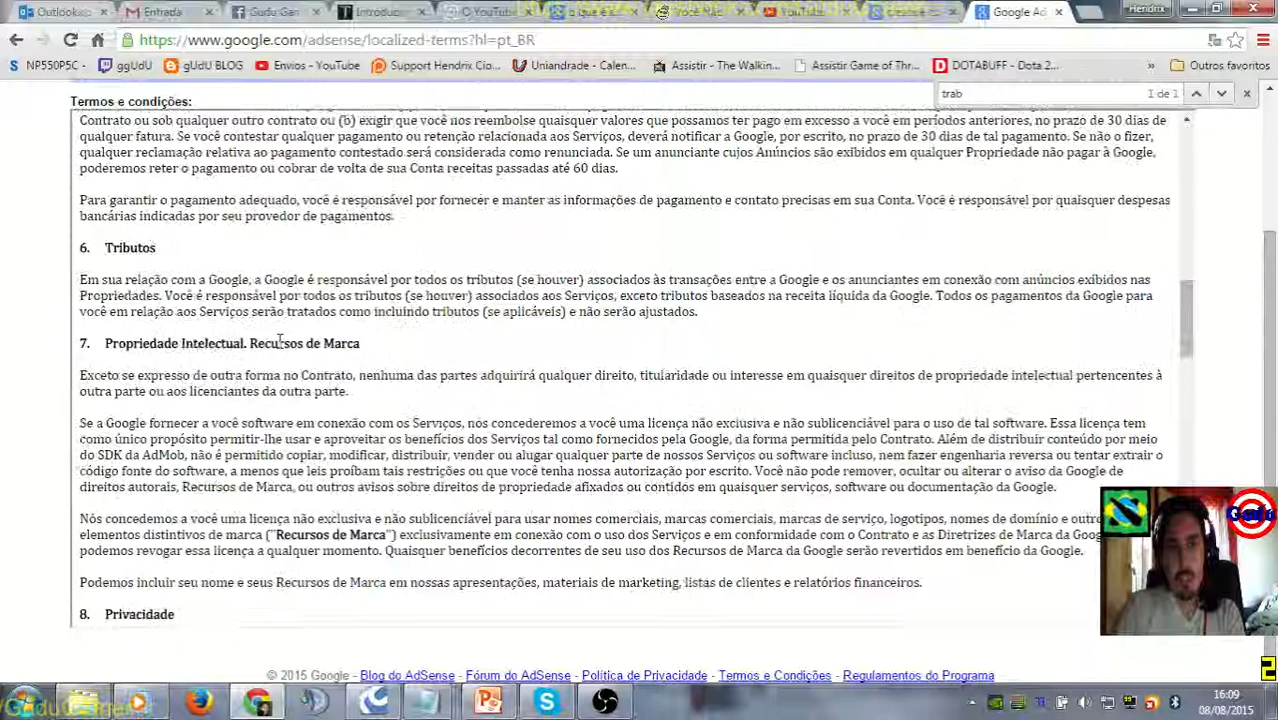 Outlook
Entrada
Facebook
Gudu Gan
Introduc
O YouTube
o que é
Você
YouTube
Google Ad
Hendrix
https://www.google.com/adsense/localized-terms?hl=pt_BR
NP550P5C: ggUdU gUdU BLOG Envios - YouTube Support Hendrix Cio... Uniandrade - Calen... Assistir - The Walkin... Assistir Game of Thr... DOTABUFF - Dota 2... » Outros favoritos
trab 1 de 1
Termos e condições:
Contrato ou sob qualquer outro contrato ou (b) exigir que você nos reembolse quaisquer valores que possamos ter pago em excesso a você em períodos anteriores, no prazo de 30 dias de
qualquer fatura. Se você contestar qualquer pagamento ou retenção relacionada aos Serviços, deverá notificar a Google, por escrito, no prazo de 30 dias de tal pagamento. Se não o fizer,
qualquer reclamação relativa ao pagamento contestado será considerada como renunciada. Se um anunciante cujos Anúncios são exibidos em qualquer Propriedade não pagar à Google,
poderemos reter o pagamento ou cobrar de volta de sua Conta receitas passadas até 60 dias.
Para garantir o pagamento adequado, você é responsável por fornecer e manter as informações de pagamento e contato precisas em sua Conta. Você é responsável por quaisquer despesas
bancárias indicadas por seu provedor de pagamentos.
6. Tributos
Em sua relação com a Google, a Google é responsável por todos os tributos (se houver) associados às transações entre a Google e os anunciantes em conexão com anúncios exibidos nas
Propriedades. Você é responsável por todos os tributos (se houver) associados aos Serviços, exceto tributos baseados na receita líquida da Google. Todos os pagamentos da Google para
você em relação aos Serviços serão tratados como incluindo tributos (se aplicáveis) e não serão ajustados.
7. Propriedade Intelectual. Recursos de Marca
Exceto se expresso de outra forma no Contrato, nenhuma das partes adquirirá qualquer direito, titularidade ou interesse em quaisquer direitos de propriedade intelectual pertencentes à
outra parte ou aos licenciantes da outra parte.
Se a Google fornecer a você software em conexão com os Serviços, nós concederemos a você uma licença não exclusiva e não sublicenciável para o uso de tal software. Essa licença tem
como único propósito permitir-lhe usar e aproveitar os benefícios dos Serviços tal como fornecidos pela Google, da forma permitida pelo Contrato. Além de distribuir conteúdo por meio
do SDK da AdMob, não é permitido copiar, modificar, distribuir, vender ou alugar qualquer parte de nossos Serviços ou software incluso, nem fazer engenharia reversa ou tentar extrair o
código fonte do software, a menos que leis proíbam tais restrições ou que você tenha nossa autorização por escrito. Você não pode remover, ocultar ou alterar o aviso da Google de
direitos autorais, Recursos de Marca, ou outros avisos sobre direitos de propriedade afixados ou contidos em quaisquer serviços, software ou documentação da Google.
Nós concedemos a você uma licença não exclusiva e não sublicenciável para usar nomes comerciais, marcas comerciais, marcas de serviço, logotipos, nomes de domínio e outro
elementos distintivos de marca ("Recursos de Marca") exclusivamente em conexão com o uso dos Serviços e em conformidade com o Contrato e as Diretrizes de Marca da Goog
podemos revogar essa licença a qualquer momento. Quaisquer benefícios decorrentes de seu uso dos Recursos de Marca da Google serão revertidos em benefício da Google.
Podemos incluir seu nome e seus Recursos de Marca em nossas apresentações, materiais de marketing, listas de clientes e relatórios financeiros.
8. Privacidade
Gudú
© 2015 Google - Blog do AdSense - Fórum do AdSense - Política de Privacidade - Termos e Condições - Regulamentos do Programa
2
16:09
08/08/2015